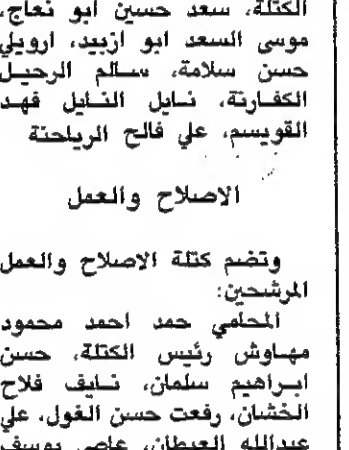 الكتلة، سعد حسين ابو نعاج،
موسى السعد ابو ازبيد، ارويلي
حسن سلامة، سالم الرحيل
الكفارنة، نايل النايل فهد
القويسم، علي فالح الرياحنة
الاصلاح والعمل
وتضم كتلة الاصلاح والعمل
المرشحين:
المحامي حمد احمد محمود
مهاوش رئيس الكتلة، حسن
ابراهيم سلمان، نايف فلاح
الخشان، رفعت حسن الغول، علي
عبدالله العيطان، عاصي يوسف